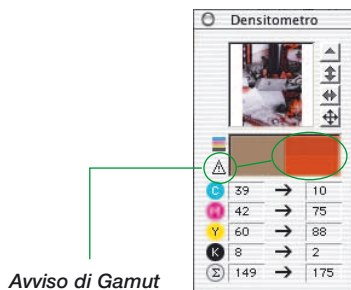 Densitometro
C 39 → 10
M 42 → 75
Y 60 → 88
K 8 → 2
Σ 149 → 175
Avviso di Gamut